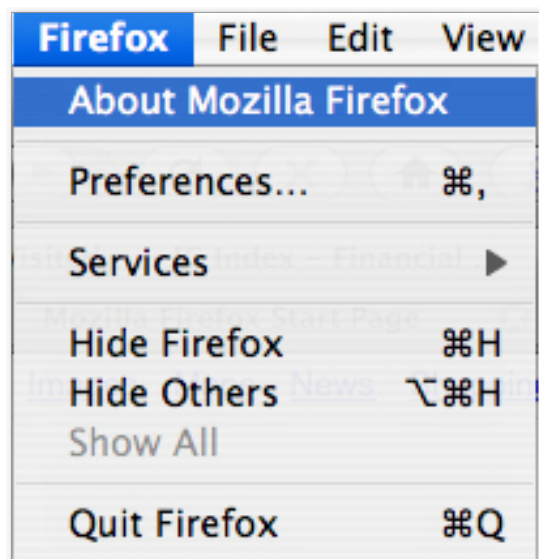 Firefox File Edit View
About Mozilla Firefox
Preferences... ⌘,
Services ▶
Hide Firefox ⌘H
Hide Others ⌥⌘H
Show All
Quit Firefox ⌘Q